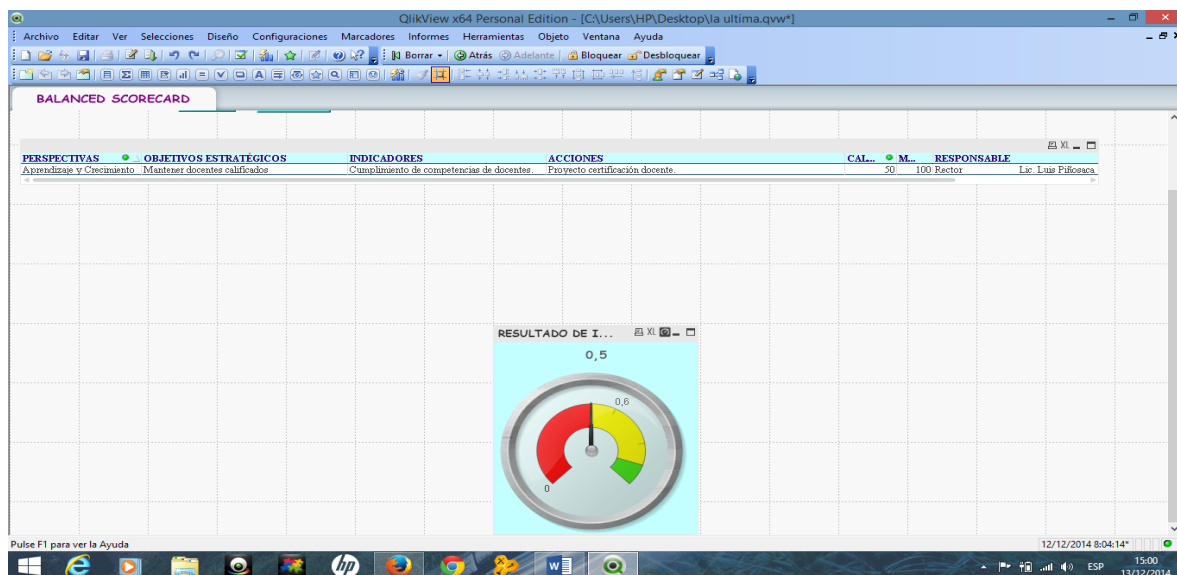 QlikView x64 Personal Edition - [C:\Users\HP\Desktop\la ultima.qvw*]
Archivo Editar Ver Selecciones Diseño Configuraciones Marcadores Informes Herramientas Objeto Ventana Ayuda
Borrar Atrás Adelante Bloquear Desbloquear
BALANCED SCORECARD
XL
PERSPECTIVAS OBJETIVOS ESTRATÉGICOS INDICADORES ACCIONES CAL... M... RESPONSABLE
Aprendizaje y Crecimiento Mantener docentes calificados Cumplimiento de competencias de docentes. Proyecto certificación docente. 50 100 Rector Lic. Luis Piñosaca
RESULTADO DE I... XL
0,5
0,6
0
Pulse F1 para ver la Ayuda 12/12/2014 8:04:14*
hp ESP 15:00
13/12/2014